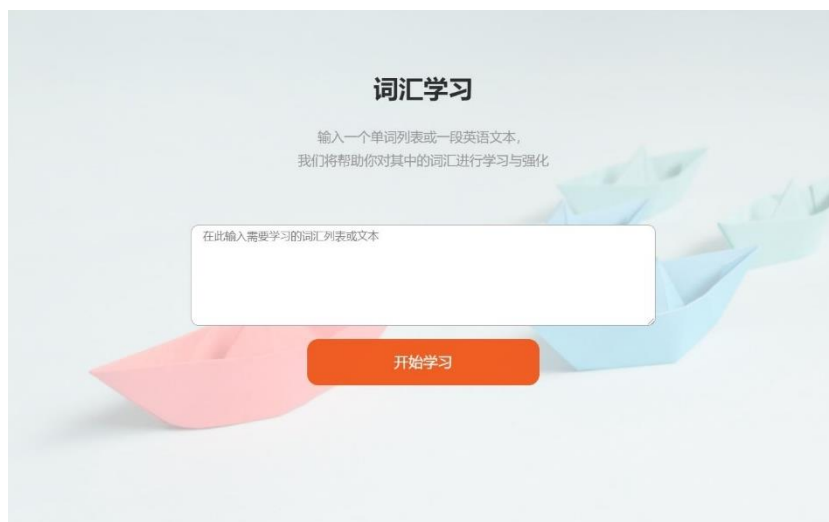 词汇学习
输入一个单词列表或一段英语文本，
我们将帮助你对其中的词汇进行学习与强化
在此输入需要学习的词汇列表或文本
开始学习